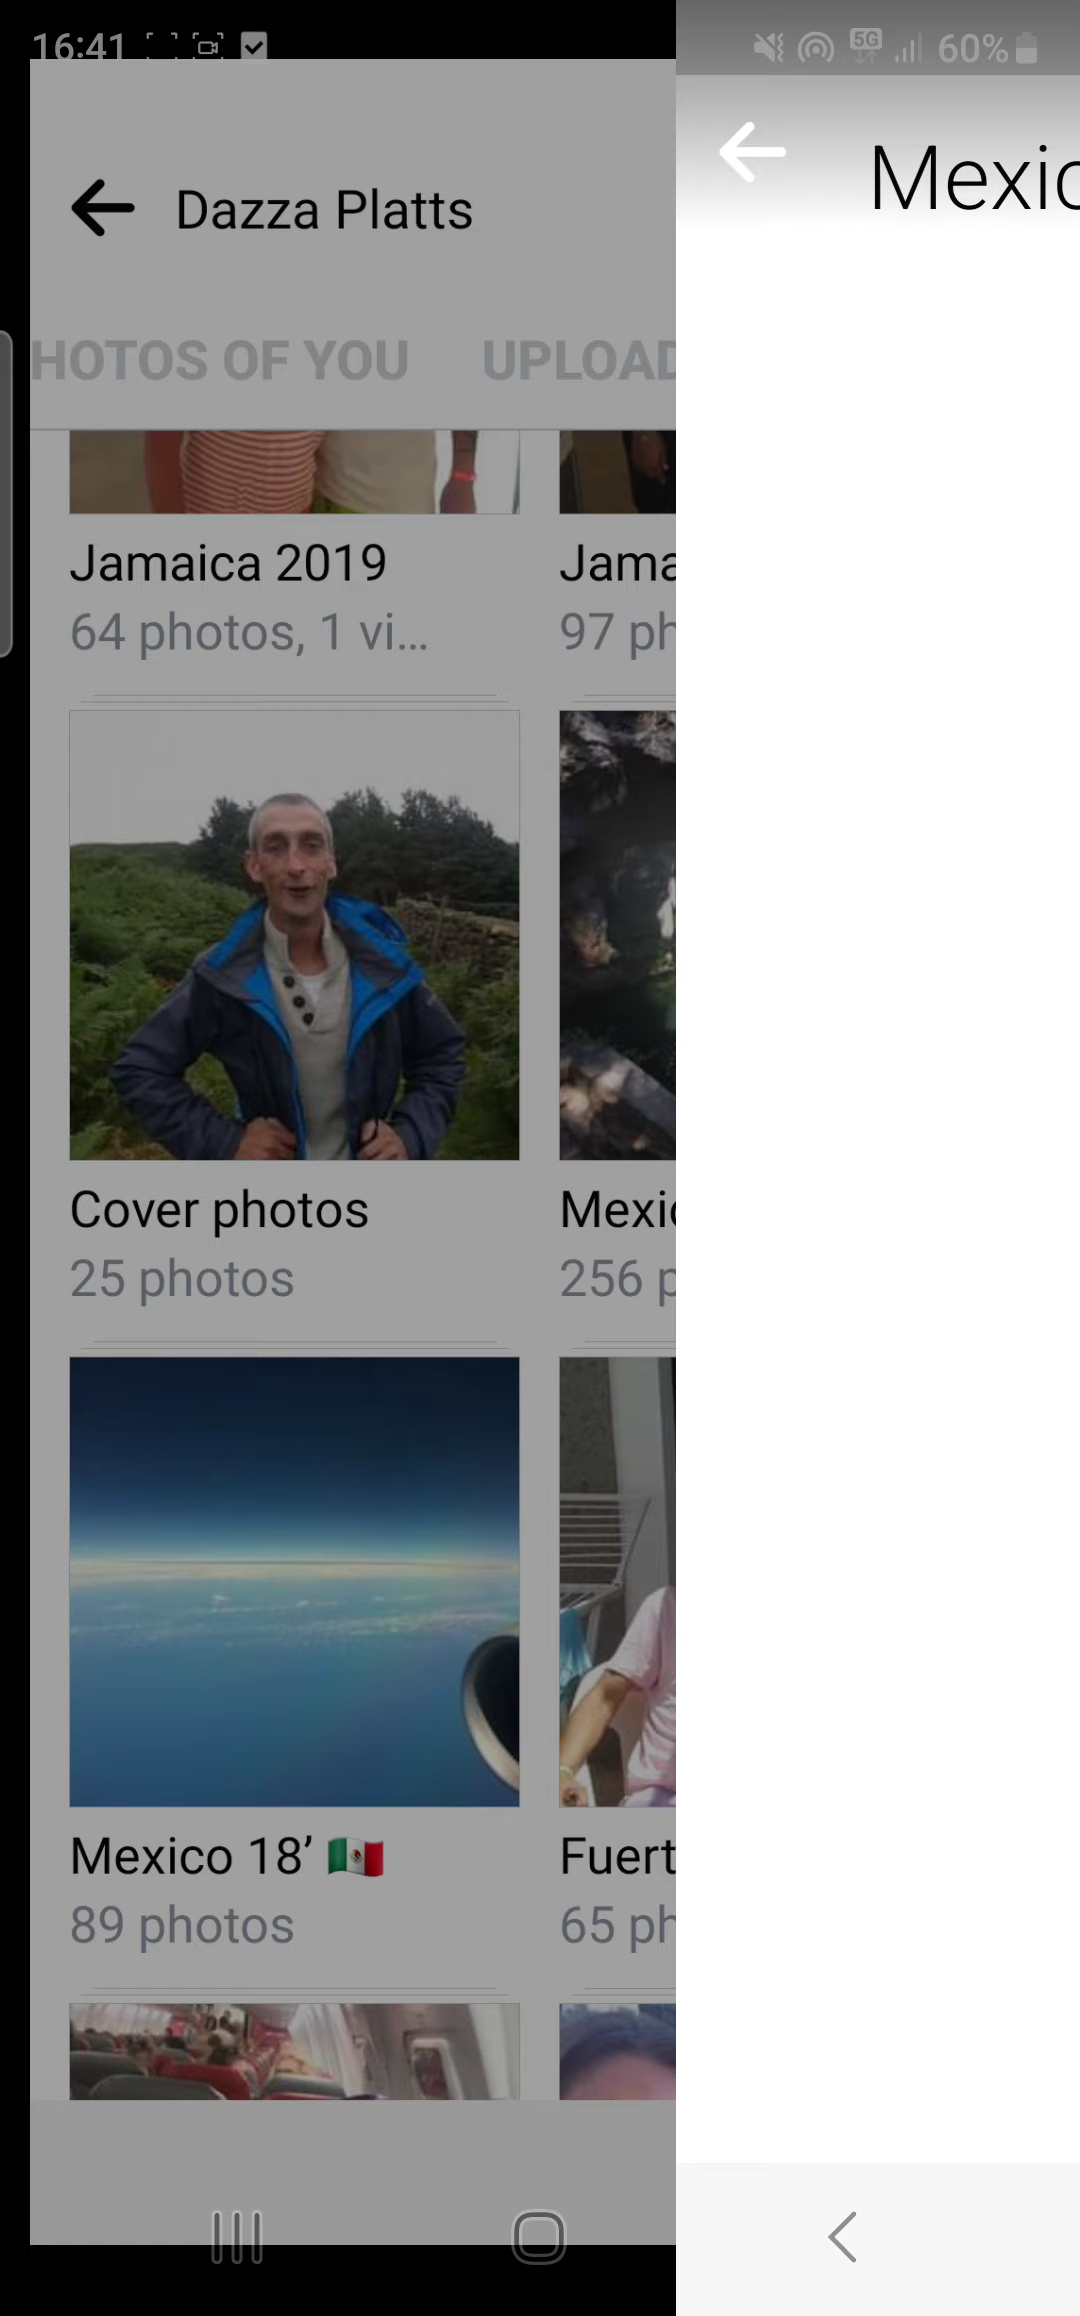 16:41
5G
60%
Dazza Platts
Mexic
HOTOS OF YOU
UPLOAD
Jamaica 2019
Jama
64 photos, 1 vi...
97 ph
Cover photos
Mexic
25 photos
256 p
Mexico 18’ 🇲🇽
Fuert
89 photos
65 ph